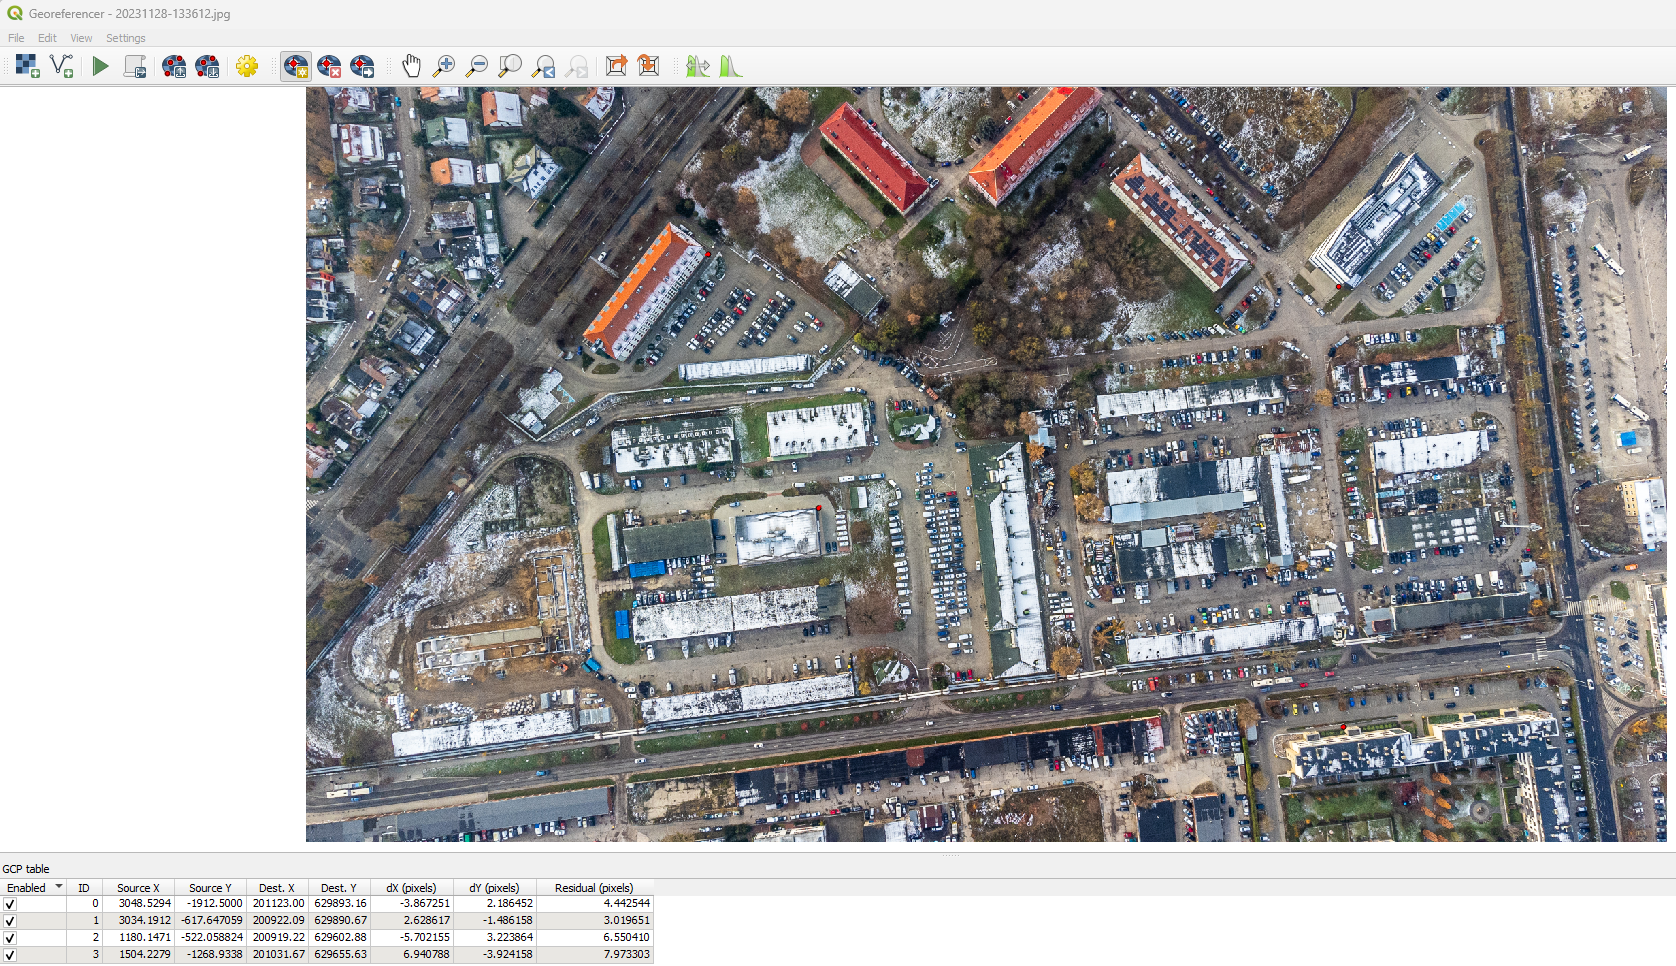 Georeferencer - 20231128-133612.jpg
File Edit View Settings
GCP table
Enabled ID Source X Source Y Dest. X Dest. Y dX (pixels) dY (pixels) Residual (pixels)
0 3048.5294 -1912.5000 201123.00 629893.16 -3.867251 2.186452 4.442544
1 3034.1912 -617.647059 200922.09 629890.67 2.628617 -1.486158 3.019651
2 1180.1471 -522.058824 200919.22 629602.88 -5.702155 3.223864 6.550410
3 1504.2279 -1268.9338 201031.67 629655.63 6.940788 -3.924158 7.973303